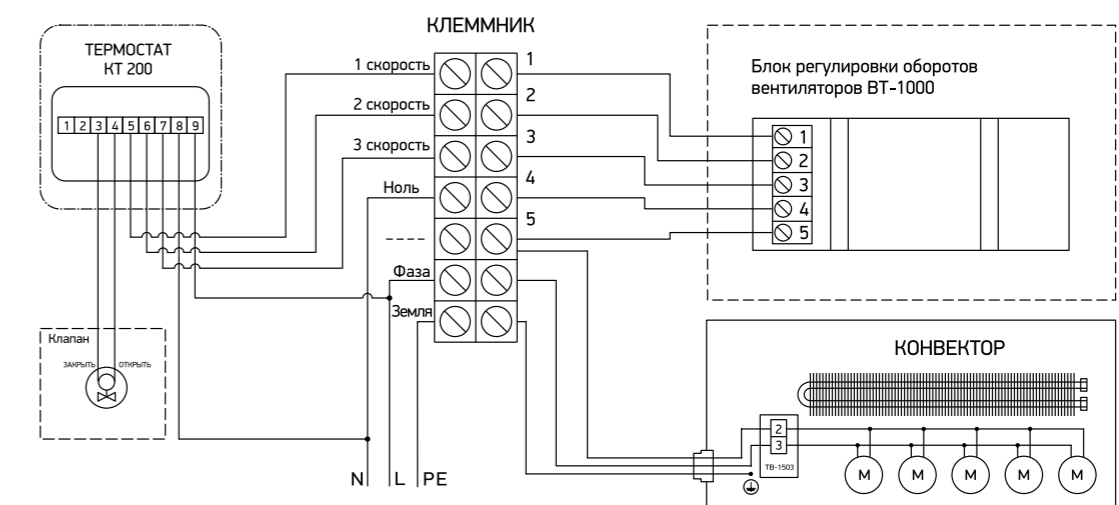 КЛЕММНИК
ТЕРМОСТАТ
КТ 200
1 2 3 4 5 6 7 8 9
1 скорость
2 скорость
3 скорость
Ноль
----
Фаза
Земля
1
2
3
4
5
Блок регулировки оборотов
вентиляторов ВТ-1000
1
2
3
4
5
Клапан
ЗАКРЫТЬ ОТКРЫТЬ
N L PE
КОНВЕКТОР
2
3
ТВ-1503
М М М М М